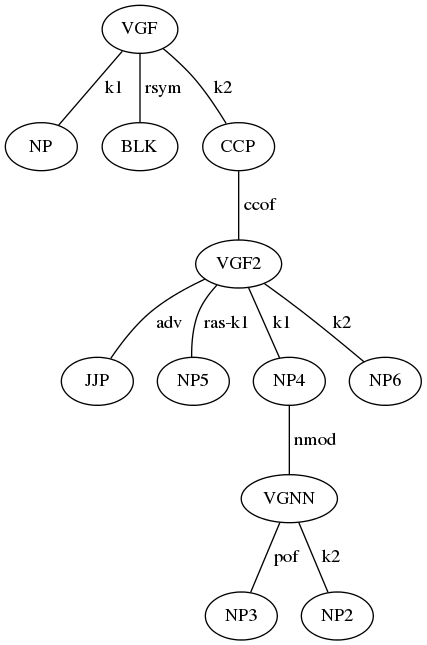 VGF
k1 rsym k2
NP BLK CCP
ccof
VGF2
adv ras-k1 k1 k2
JJP NP5 NP4 NP6
nmod
VGNN
pof k2
NP3 NP2